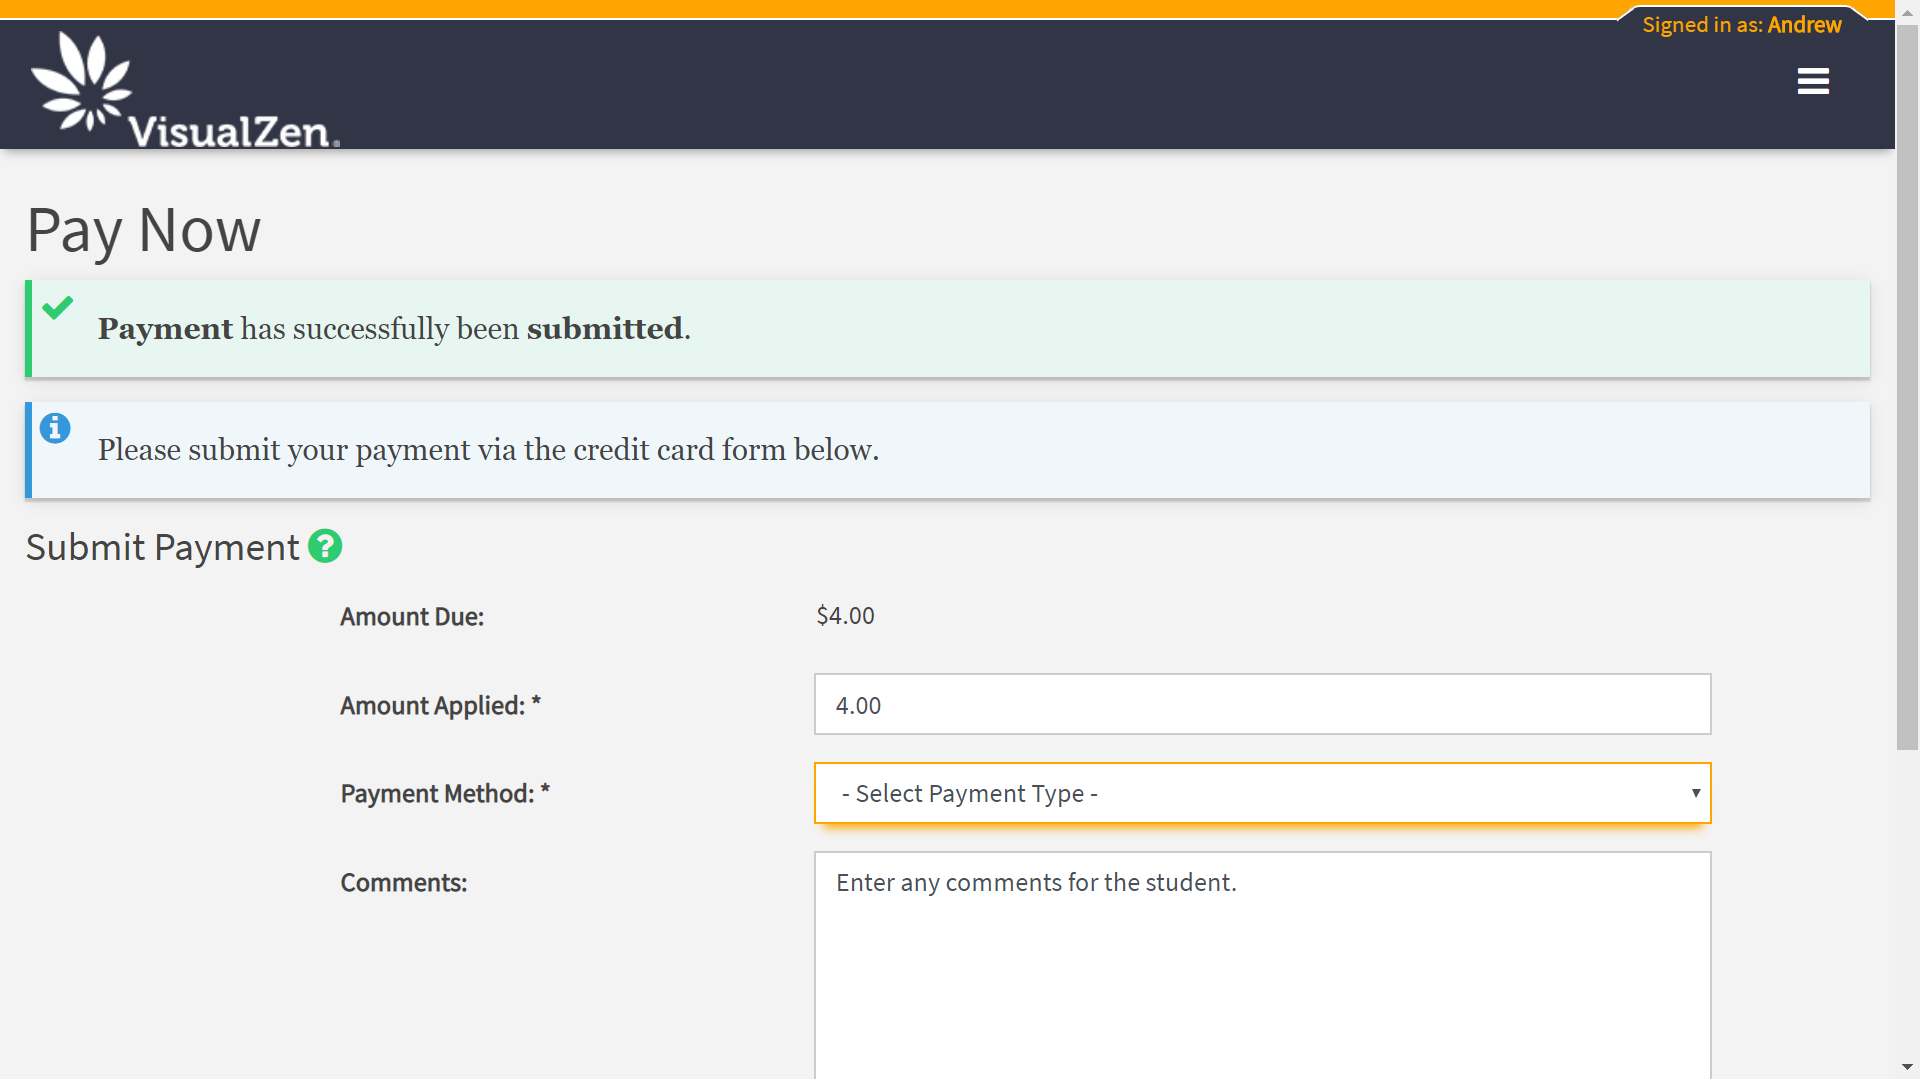 Signed in as: Andrew
VisualZen
Pay Now
Payment has successfully been submitted.
Please submit your payment via the credit card form below.
Submit Payment
Amount Due: $4.00
Amount Applied: * 4.00
Payment Method: * - Select Payment Type -
Comments: Enter any comments for the student.